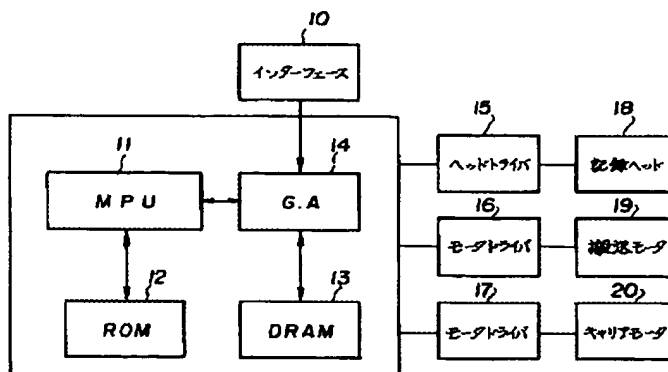 10
インターフェース
11
MPU
14
G.A
15
ヘッドトライバ
18
記録ヘッド
16
モータドライバ
19
搬送モータ
12
ROM
13
DRAM
17
モータドライバ
20
キャリアモータ